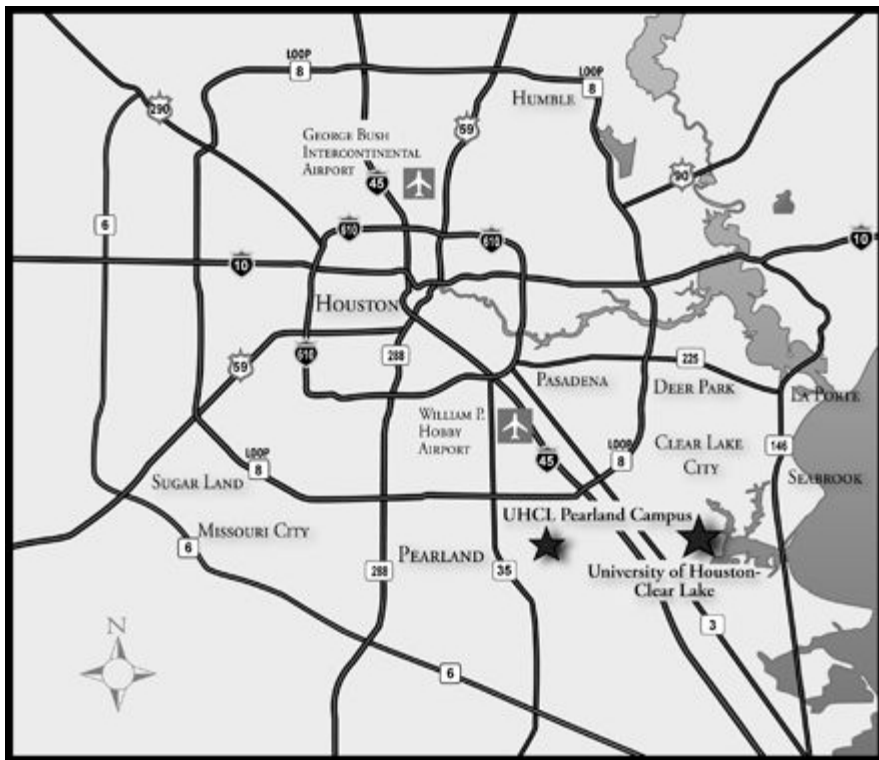 LOOP
8
LOOP
8
HUMBLE
290
59
GEORGE BUSH
INTERCONTINENTAL
AIRPORT
45
90
6
610
610
10
10
HOUSTON
59
610
288
225
PASADENA
DEER PARK
LA PORTE
WILLIAM P.
HOBBY
AIRPORT
CLEAR LAKE
CITY
146
LOOP
8
LOOP
8
45
SUGAR LAND
SEABROOK
UHCL Pearland Campus
MISSOURI CITY
6
PEARLAND
288
35
University of Houston-
Clear Lake
3
N
6